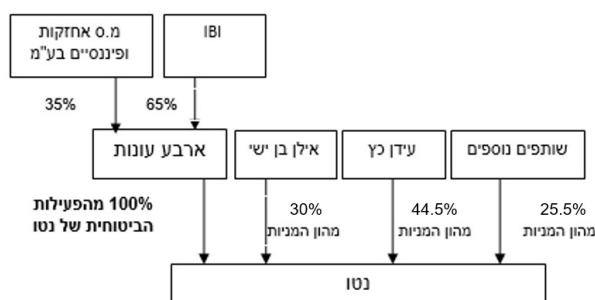 מ.ס אחזקות
ופיננסיים בע"מ
IBI
35%
65%
ארבע עונות
אילן בן ישי
עידן כץ
שותפים נוספים
100% מהפעילות
הביטוחית של נטו
30%
מהון המניות
44.5%
מהון המניות
25.5%
מהון המניות
נטו